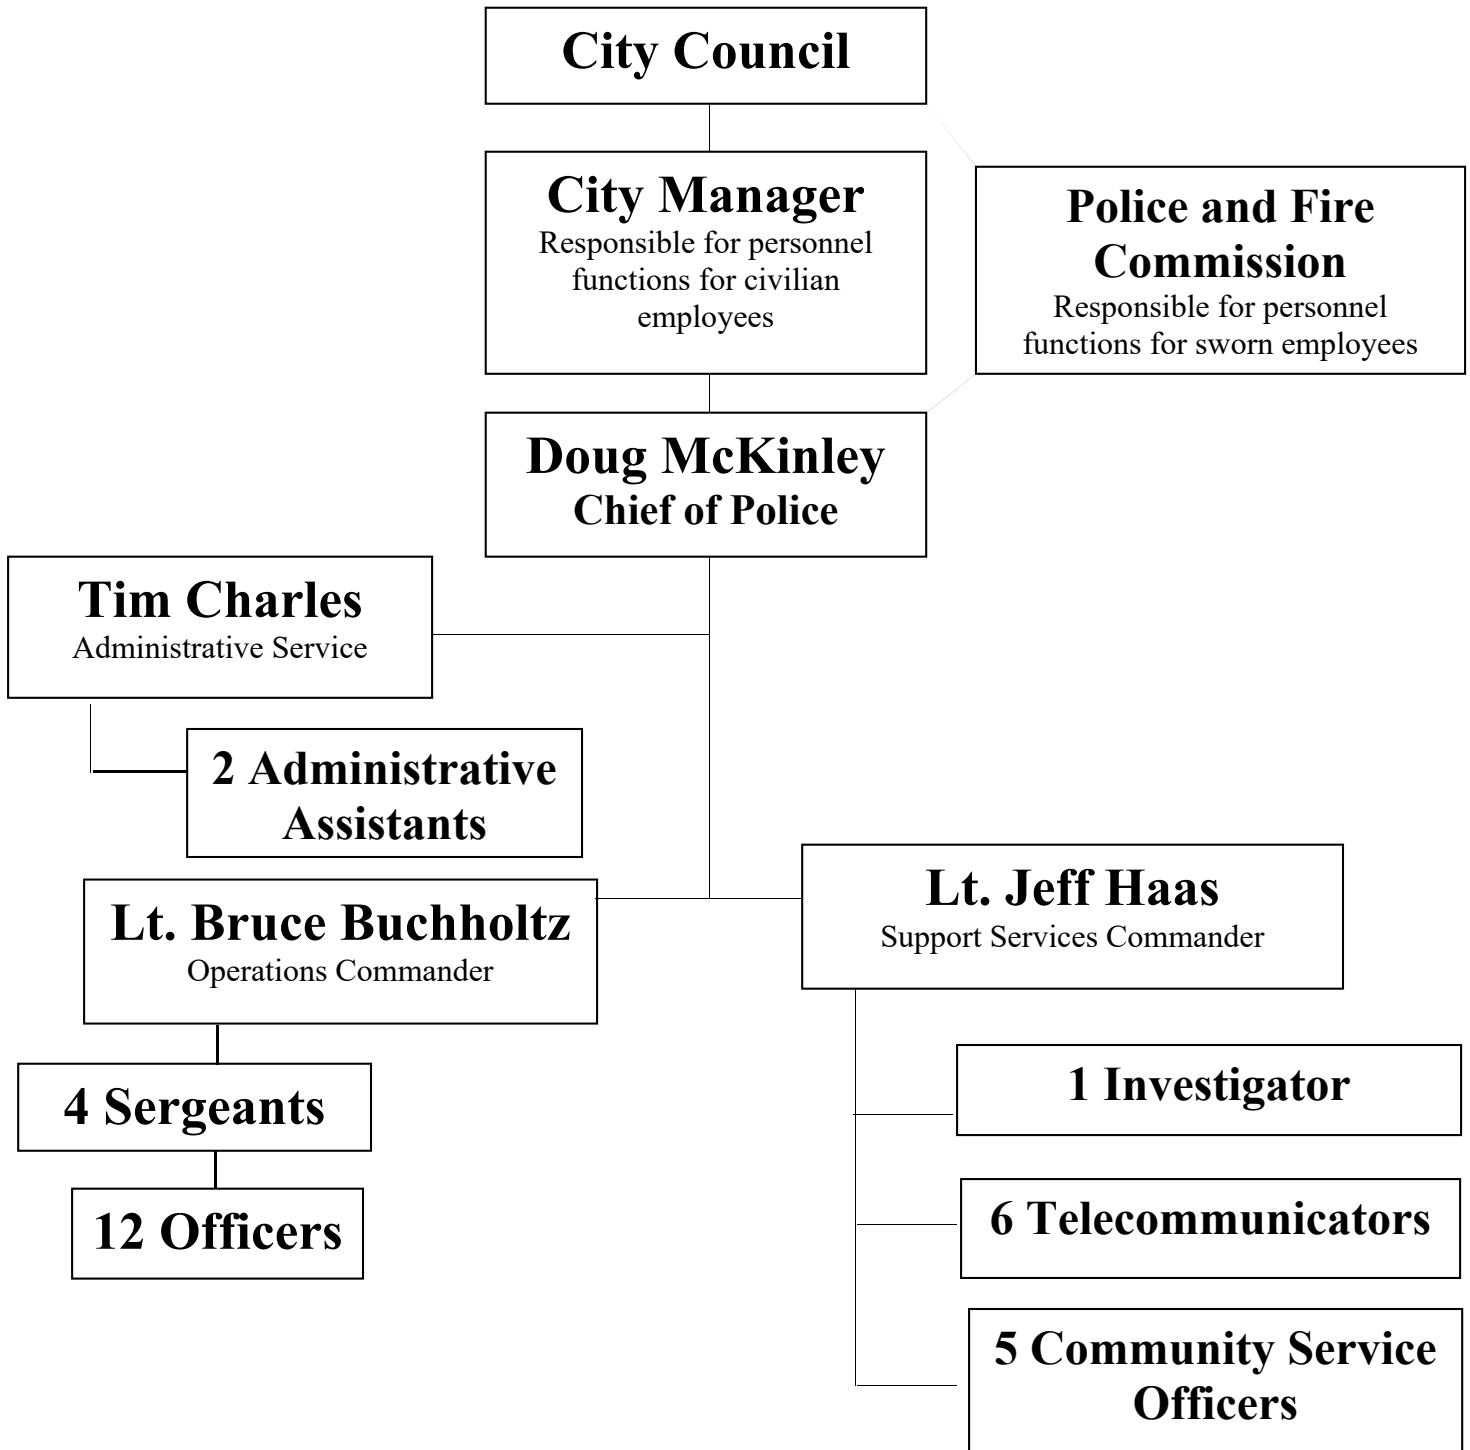 City Council
City Manager
Responsible for personnel
functions for civilian
employees
Police and Fire
Commission
Responsible for personnel
functions for sworn employees
Doug McKinley
Chief of Police
Tim Charles
Administrative Service
2 Administrative
Assistants
Lt. Bruce Buchholtz
Operations Commander
4 Sergeants
12 Officers
Lt. Jeff Haas
Support Services Commander
1 Investigator
6 Telecommunicators
5 Community Service
Officers